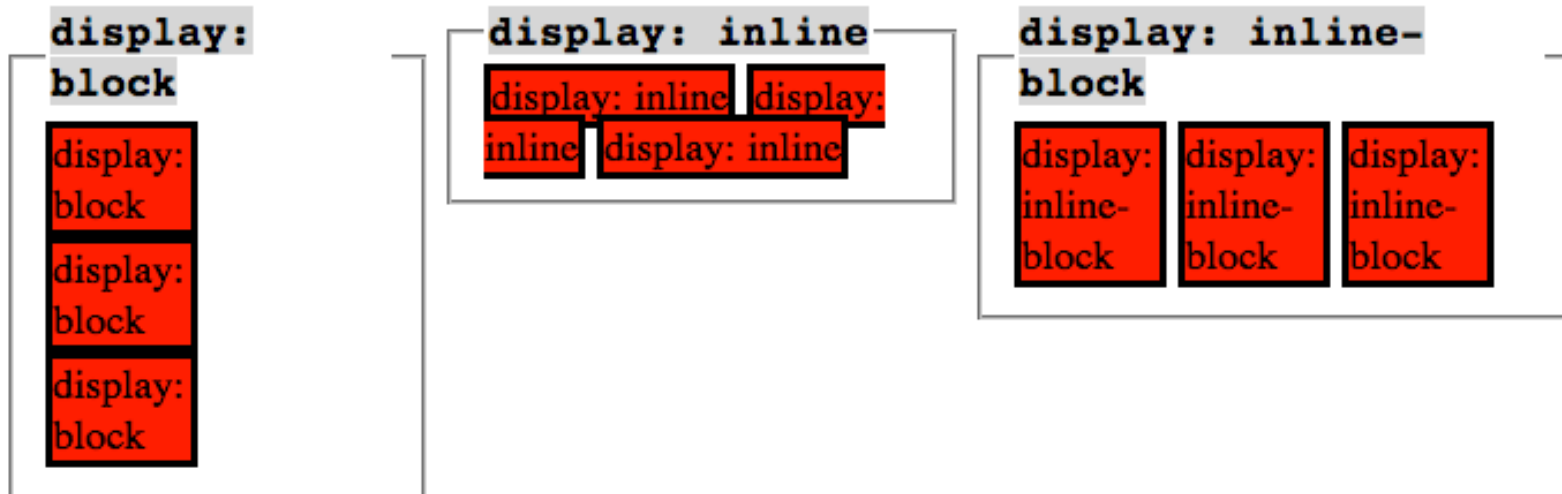 display:
block
display:
block
display:
block
display:
block
display: inline
display: inline display:
inline display: inline
display: inline-
block
display: display: display:
inline- inline- inline-
block block block